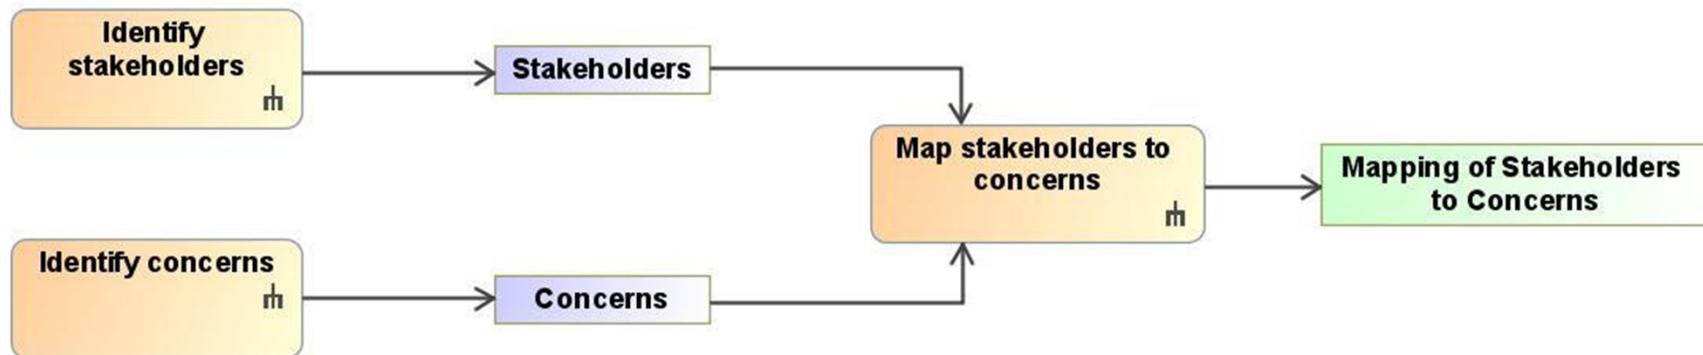 Identify
stakeholders
Stakeholders
Map stakeholders to
concerns
Mapping of Stakeholders
to Concerns
Identify concerns
Concerns